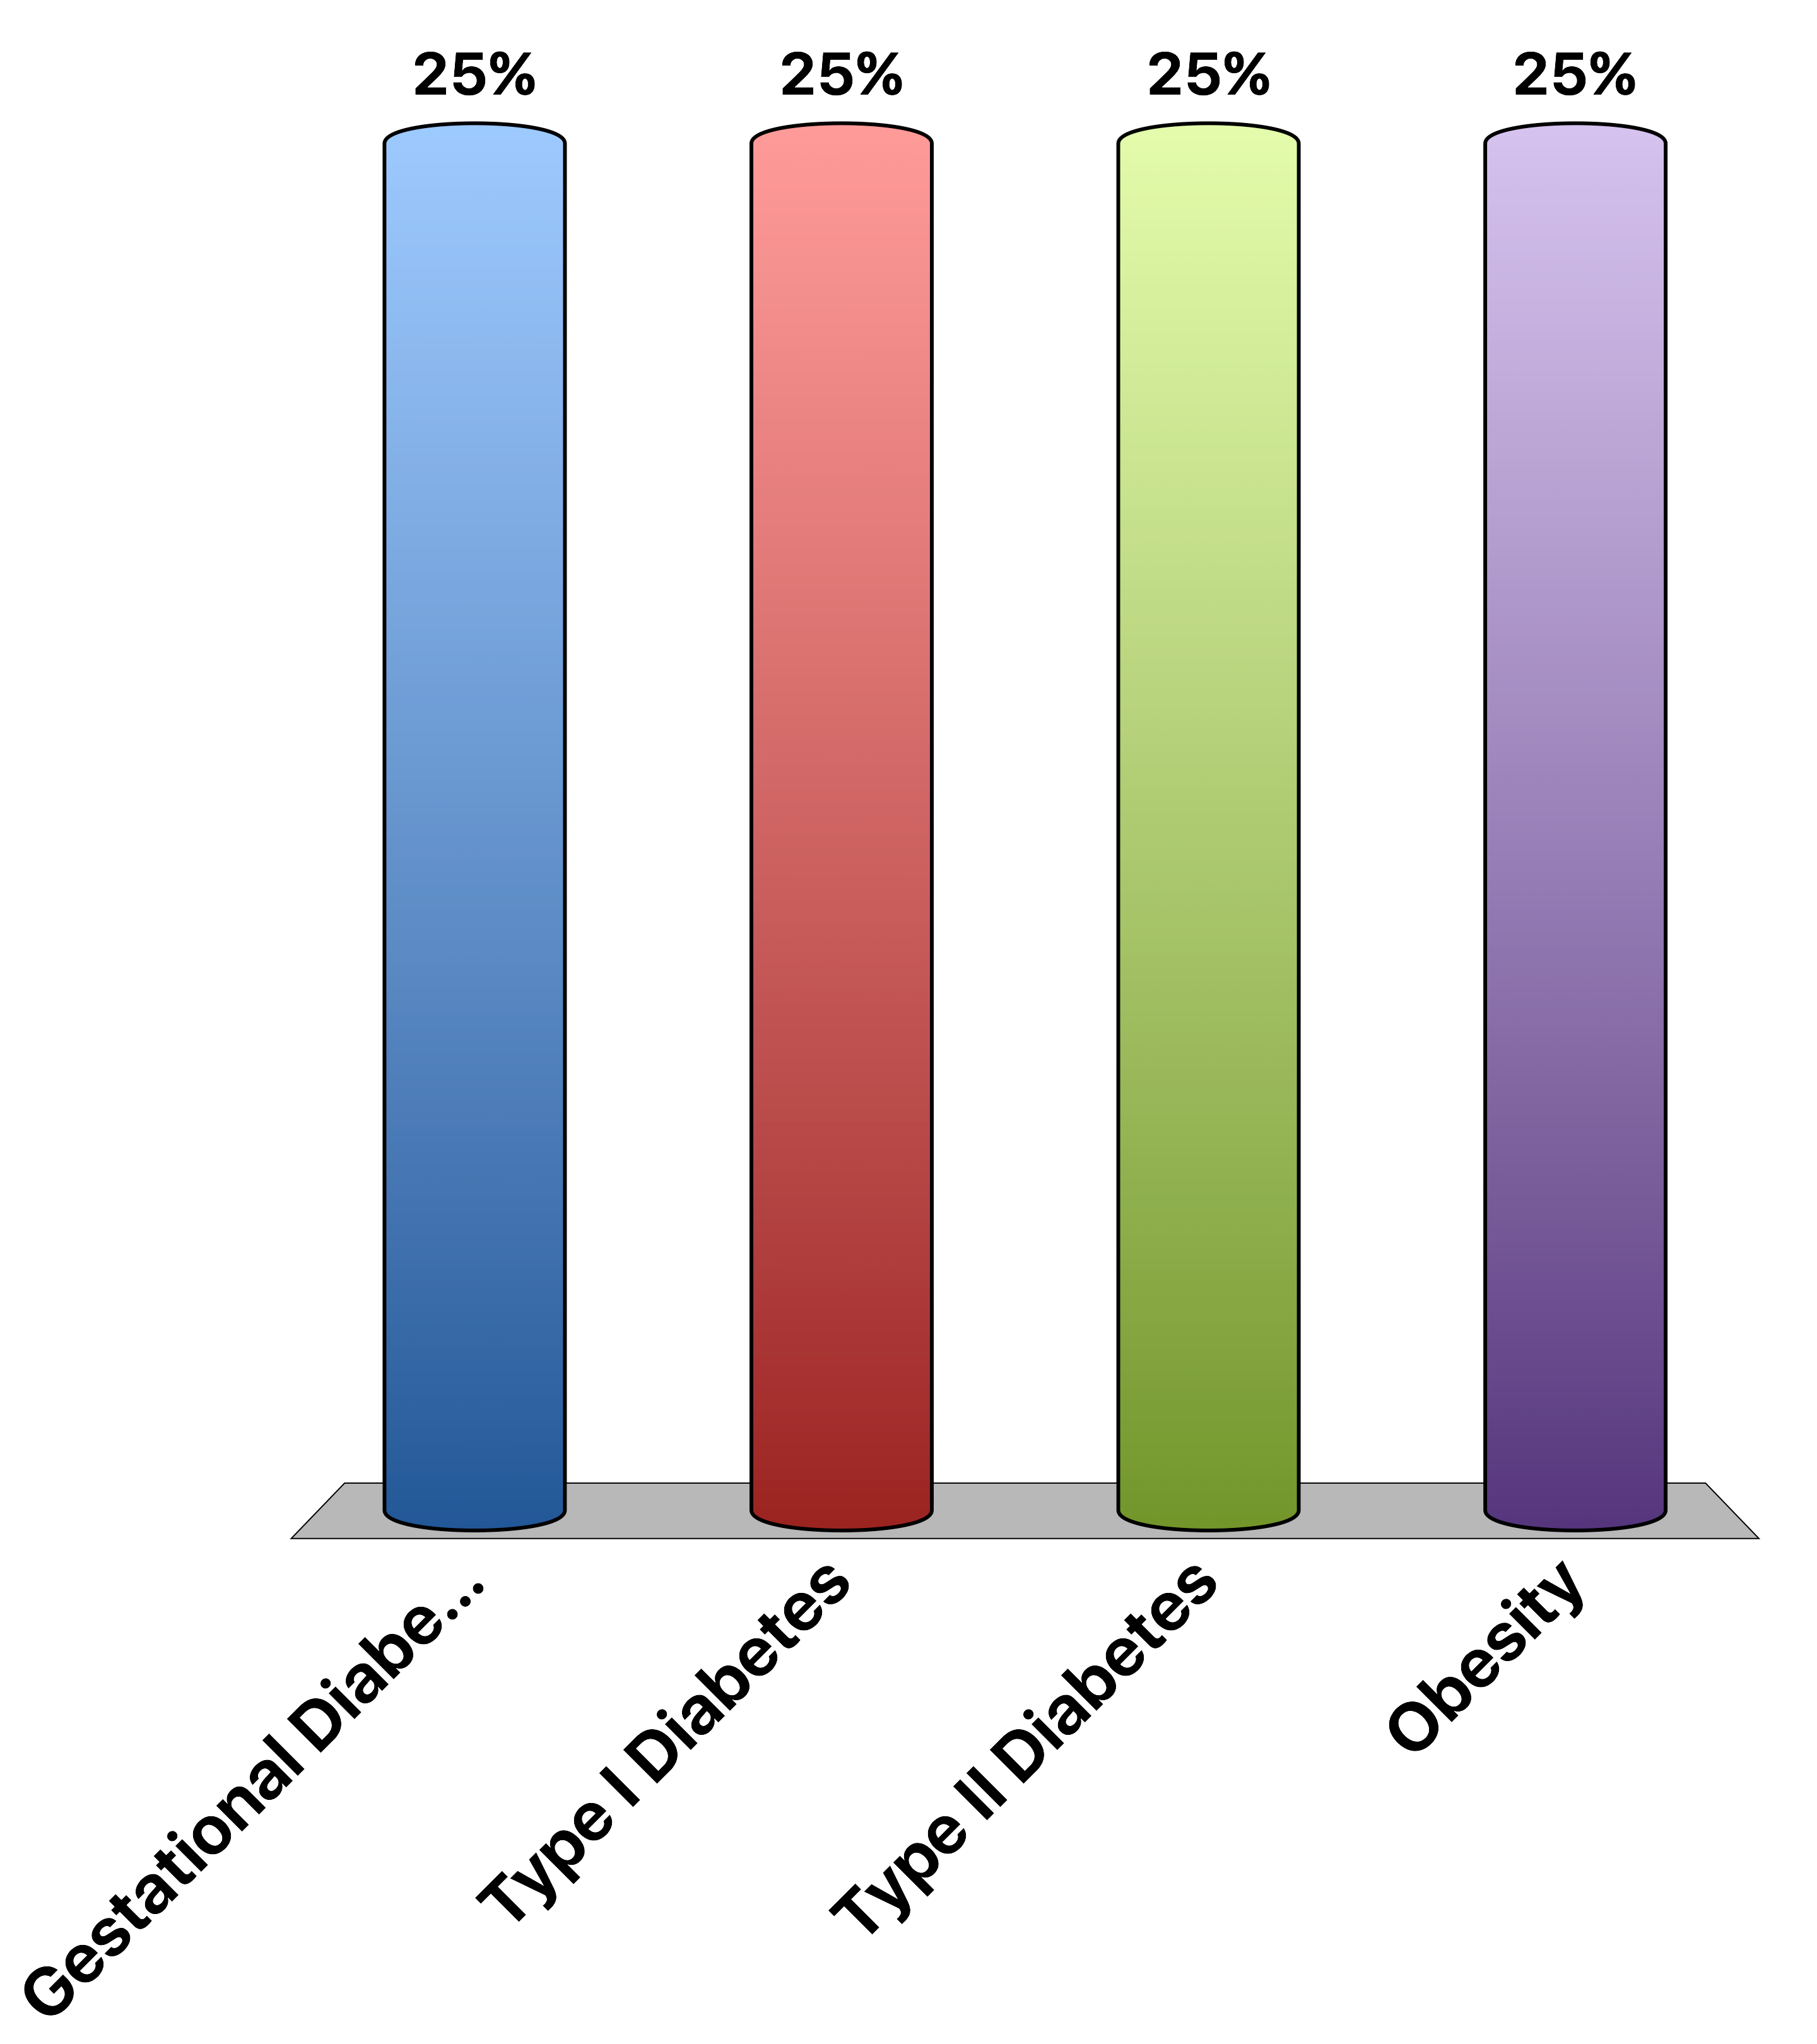 25%
25%
25%
25%
Gestational Diabe...
Type I Diabetes
Type II Diabetes
Obesity